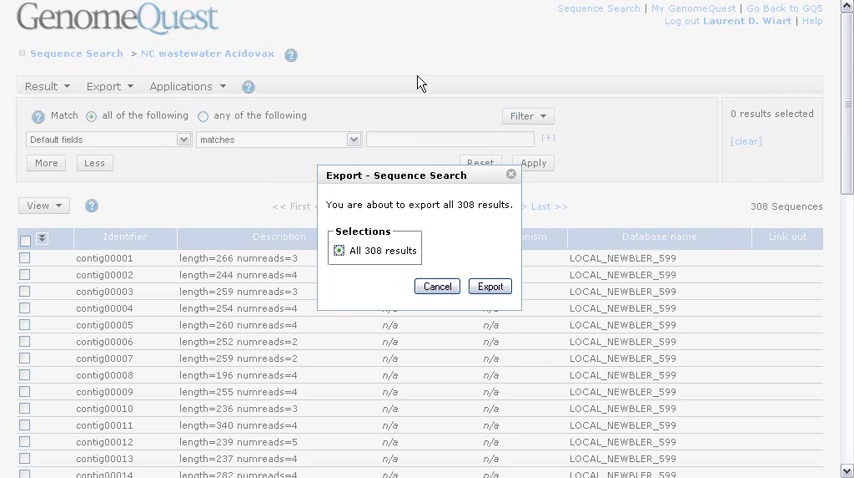 GenomeQuest
Sequence Search | My GenomeQuest | Go Back to GQ5
Log out Laurent D. Wiart | Help
Sequence Search > NC wastewater Acidovax ?
Result Export Applications ?
? Match all of the following any of the following Filter
0 results selected
Default fields matches [+]
[clear]
More Less Reset Apply
Export - Sequence Search
You are about to export all 308 results.
Selections
All 308 results
Cancel Export
View ? << First < Last >> 308 Sequences
Identifier Description Database name Link out
contig00001 length=266 numreads=3 LOCAL_NEWBLER_599
contig00002 length=244 numreads=4 LOCAL_NEWBLER_599
contig00003 length=259 numreads=3 LOCAL_NEWBLER_599
contig00004 length=254 numreads=4 n/a n/a LOCAL_NEWBLER_599
contig00005 length=260 numreads=4 n/a n/a LOCAL_NEWBLER_599
contig00006 length=252 numreads=2 n/a n/a LOCAL_NEWBLER_599
contig00007 length=259 numreads=2 n/a n/a LOCAL_NEWBLER_599
contig00008 length=196 numreads=4 n/a n/a LOCAL_NEWBLER_599
contig00009 length=255 numreads=4 n/a n/a LOCAL_NEWBLER_599
contig00010 length=236 numreads=3 n/a n/a LOCAL_NEWBLER_599
contig00011 length=340 numreads=4 n/a n/a LOCAL_NEWBLER_599
contig00012 length=239 numreads=5 n/a n/a LOCAL_NEWBLER_599
contig00013 length=237 numreads=4 n/a n/a LOCAL_NEWBLER_599
contig00014 length=282 numreads=4 n/a n/a LOCAL_NEWBLER_599